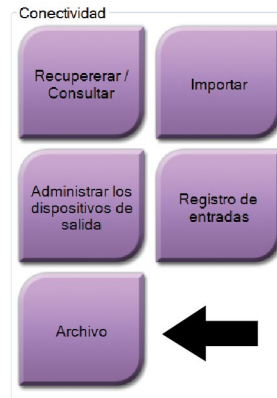 Conectividad
Recupererar /
Consultar
Importar
Administrar los
dispositivos de
salida
Registro de
entradas
Archivo